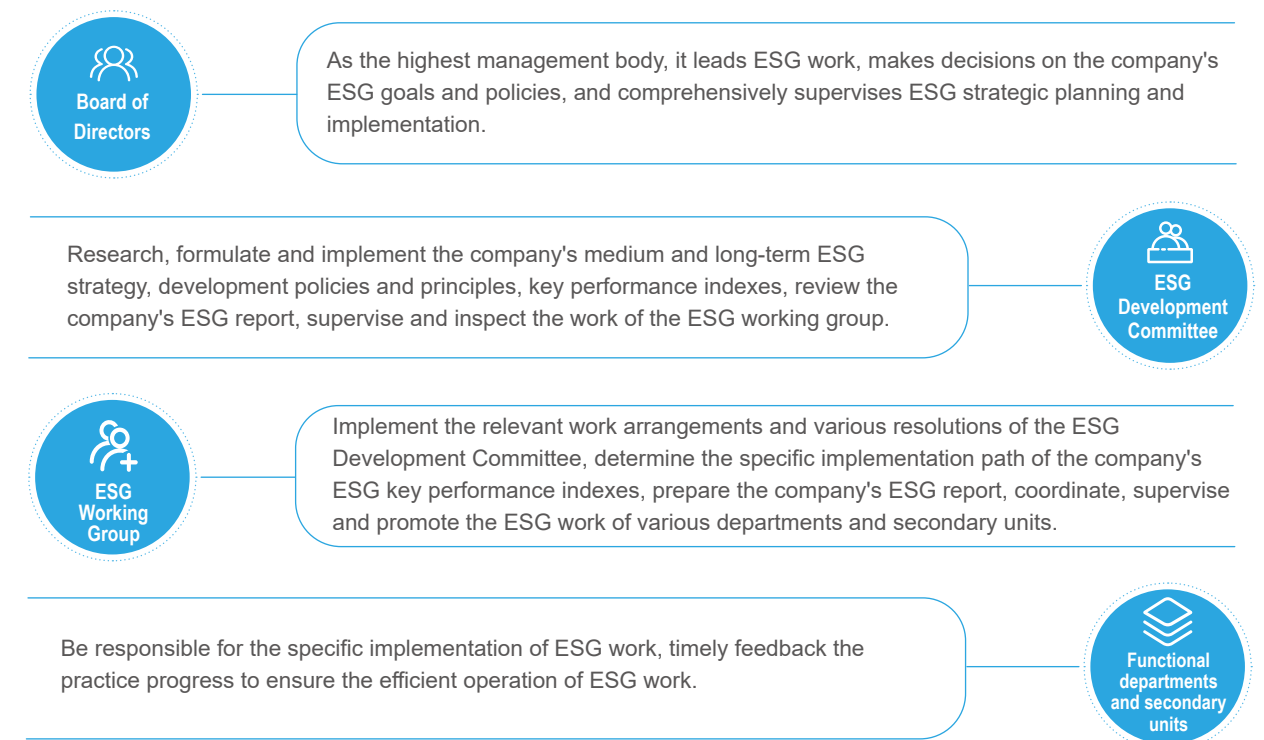 Board of
Directors
As the highest management body, it leads ESG work, makes decisions on the company's
ESG goals and policies, and comprehensively supervises ESG strategic planning and
implementation.
Research, formulate and implement the company's medium and long-term ESG
strategy, development policies and principles, key performance indexes, review the
company's ESG report, supervise and inspect the work of the ESG working group.
ESG
Development
Committee
ESG
Working
Group
Implement the relevant work arrangements and various resolutions of the ESG
Development Committee, determine the specific implementation path of the company's
ESG key performance indexes, prepare the company's ESG report, coordinate, supervise
and promote the ESG work of various departments and secondary units.
Be responsible for the specific implementation of ESG work, timely feedback the
practice progress to ensure the efficient operation of ESG work.
Functional
departments
and secondary
units